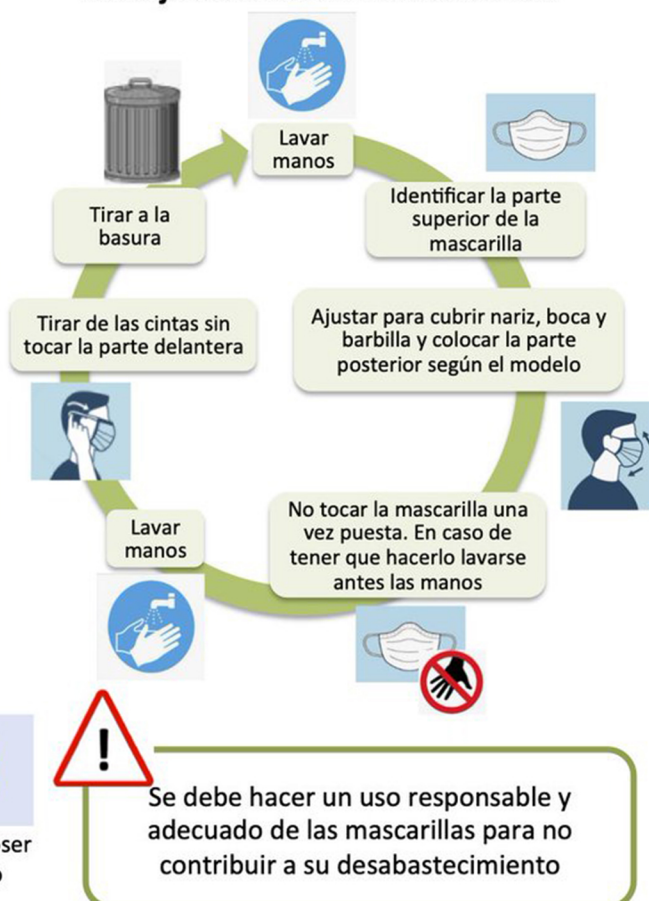 Lavar
manos
Identificar la parte
superior de la
mascarilla
Ajustar para cubrir nariz, boca y
barbilla y colocar la parte
posterior según el modelo
No tocar la mascarilla una
vez puesta. En caso de
tener que hacerlo lavarse
antes las manos
Lavar
manos
Tirar de las cintas sin
tocar la parte delantera
Tirar a la
basura
!
Se debe hacer un uso responsable y
adecuado de las mascarillas para no
contribuir a su desabastecimiento